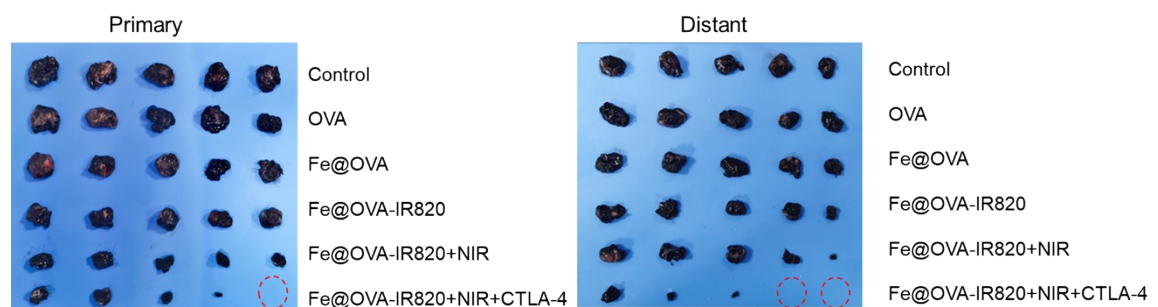 Primary
Control
OVA
Fe@OVA
Fe@OVA-IR820
Fe@OVA-IR820+NIR
Fe@OVA-IR820+NIR+CTLA-4
Distant
Control
OVA
Fe@OVA
Fe@OVA-IR820
Fe@OVA-IR820+NIR
Fe@OVA-IR820+NIR+CTLA-4